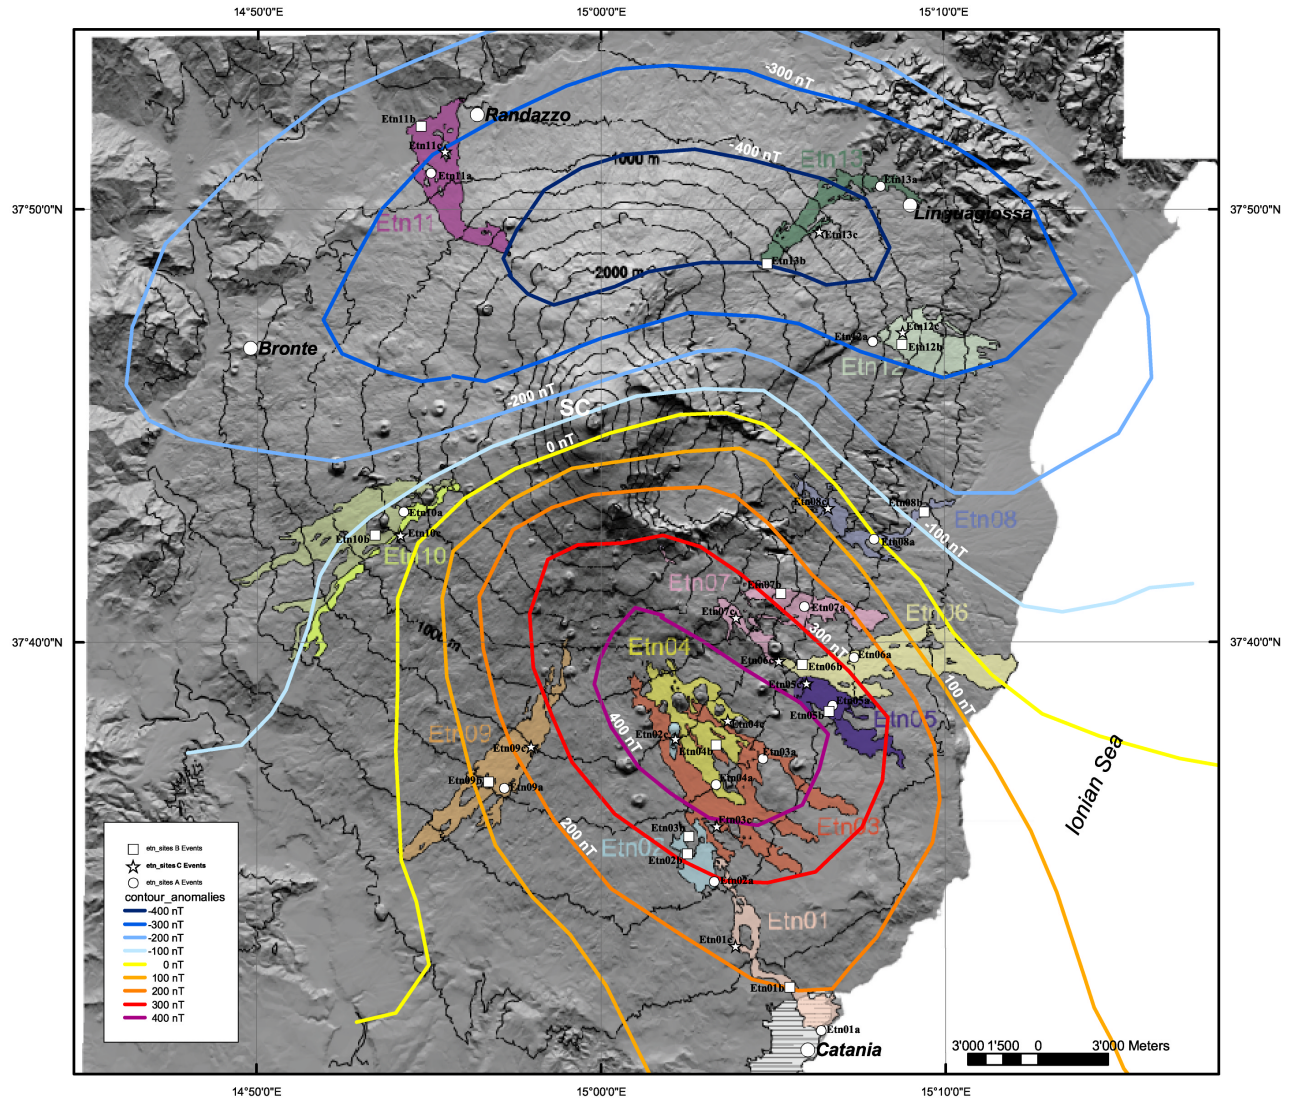 14°50'0"E
15°00'0"E
15°10'0"E
-300 nT
Etn11b
Randazzo
Etn11c
Etn11a
1000 m
-400 nT
Etn13
Etn13a
37°50'0"N
37°50'0"N
Etn11
Linguaglossa
Etn13c
Etn13b
2000 m
Etn12c
Etn12a
Etn12b
Etn12
Bronte
-200 nT
SC
0 nT
Etn10a
Etn08c
Etn08b
Etn08
Etn10b
Etn10c
Etn08a
-100 nT
Etn10
Etn07
Etn07b
Etn07c
Etn07a
Etn06
1000 m
300 nT
37°40'0"N
37°40'0"N
Etn04
Etn06c
Etn06b
Etn06a
Etn05c
100 nT
Etn05a
Etn05b
Etn05
400 nT
Etn02c
Etn04c
Etn09
Etn09c
Etn04b
Etn03a
Ionian Sea
Etn09b
Etn09a
Etn04a
200 nT
Etn03b
Etn03c
Etn03
Etn02
Etn02b
Etn02a
etn_sites B Events
etn_sites C Events
etn_sites A Events
contour_anomalies
-400 nT
-300 nT
-200 nT
-100 nT
0 nT
100 nT
200 nT
300 nT
400 nT
Etn01
Etn01c
Etn01b
Etn01a
Catania
3'000 1'500 0 3'000 Meters
14°50'0"E
15°00'0"E
15°10'0"E